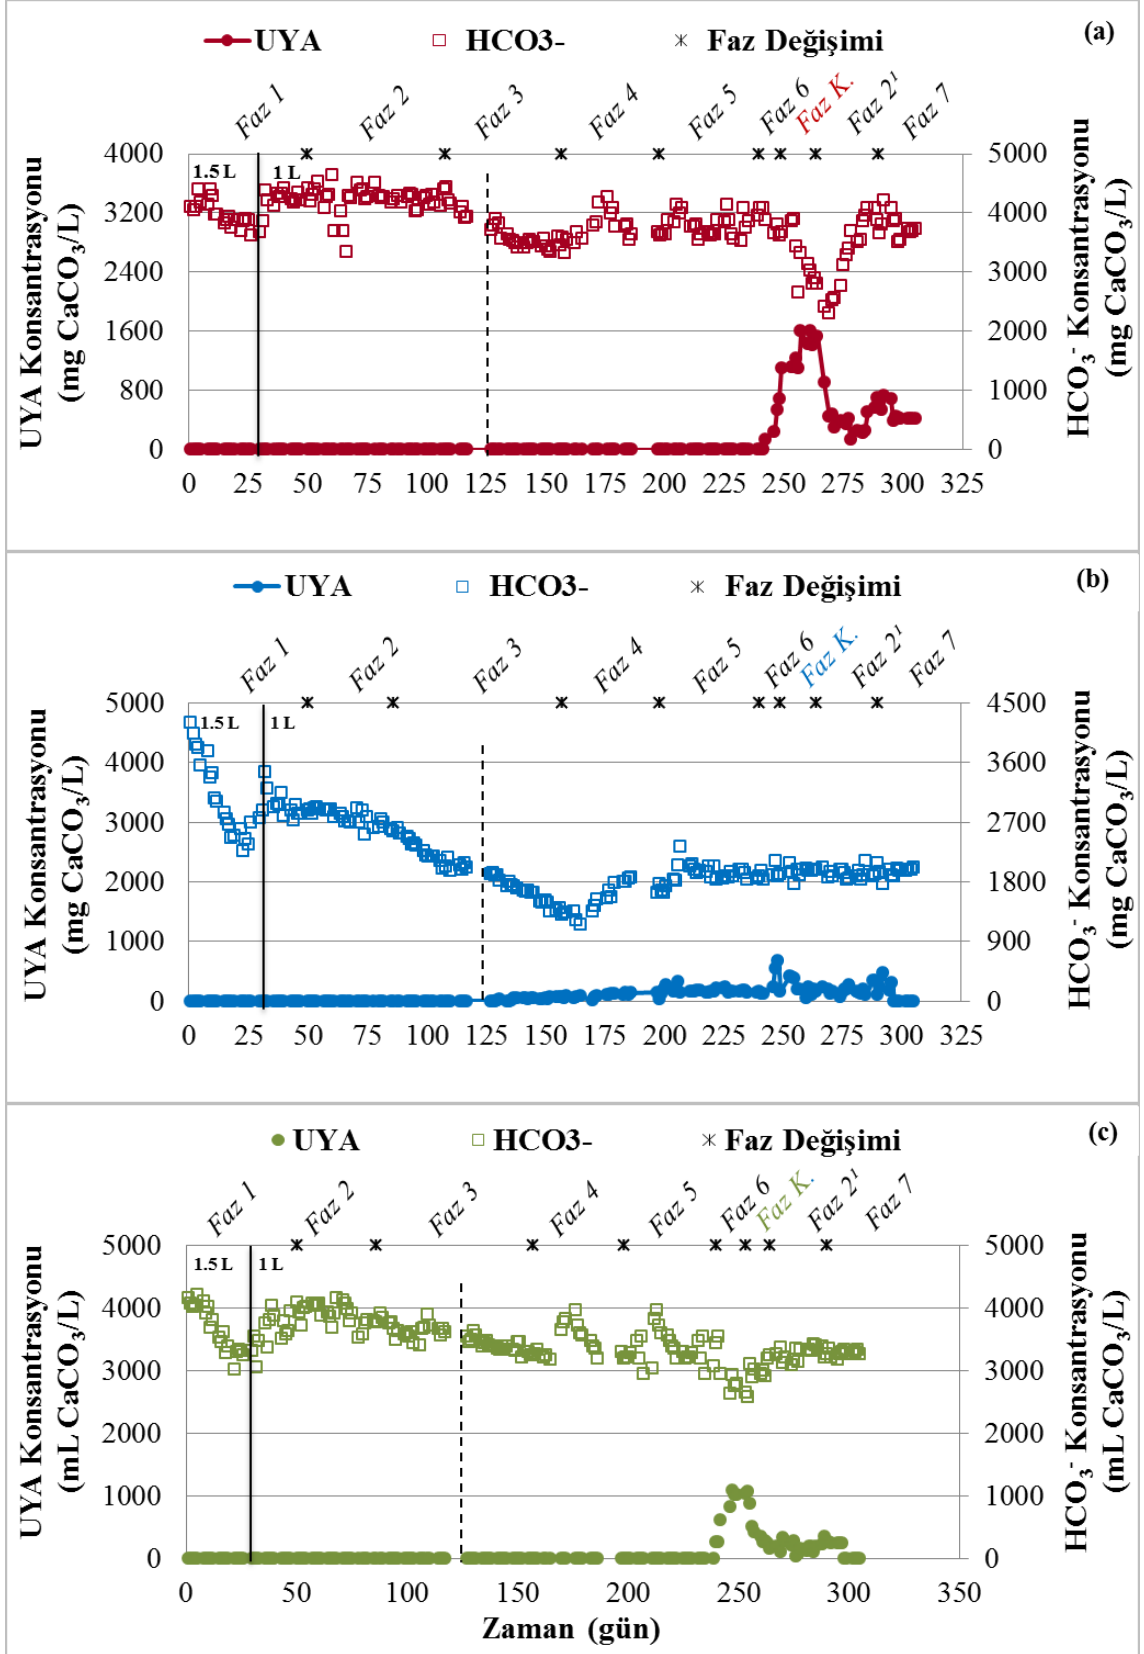 (a)
UYA HCO3- Faz Değişimi
Faz 1 Faz 2 Faz 3 Faz 4 Faz 5 Faz 6 Faz K. Faz 2¹ Faz 7
UYA Konsantrasyonu
(mg CaCO₃/L)
4000
3200
2400
1600
800
0
1.5 L 1 L
5000
4000
3000
2000
1000
0
HCO₃⁻ Konsantrasyonu
(mg CaCO₃/L)
0 25 50 75 100 125 150 175 200 225 250 275 300 325
(b)
UYA HCO3- Faz Değişimi
Faz 1 Faz 2 Faz 3 Faz 4 Faz 5 Faz 6 Faz K. Faz 2¹ Faz 7
UYA Konsantrasyonu
(mg CaCO₃/L)
5000
4000
3000
2000
1000
0
1.5 L 1 L
4500
3600
2700
1800
900
0
HCO₃⁻ Konsantrasyonu
(mg CaCO₃/L)
0 25 50 75 100 125 150 175 200 225 250 275 300 325
(c)
UYA HCO3- Faz Değişimi
Faz 1 Faz 2 Faz 3 Faz 4 Faz 5 Faz 6 Faz K. Faz 2¹ Faz 7
UYA Konsantrasyonu
(mL CaCO₃/L)
5000
4000
3000
2000
1000
0
1.5 L 1 L
5000
4000
3000
2000
1000
0
HCO₃⁻ Konsantrasyonu
(mL CaCO₃/L)
0 50 100 150 200 250 300 350
Zaman (gün)